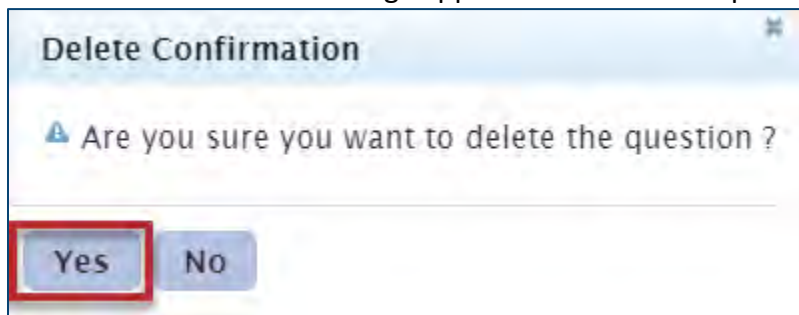 Delete Confirmation
Are you sure you want to delete the question ?
Yes No